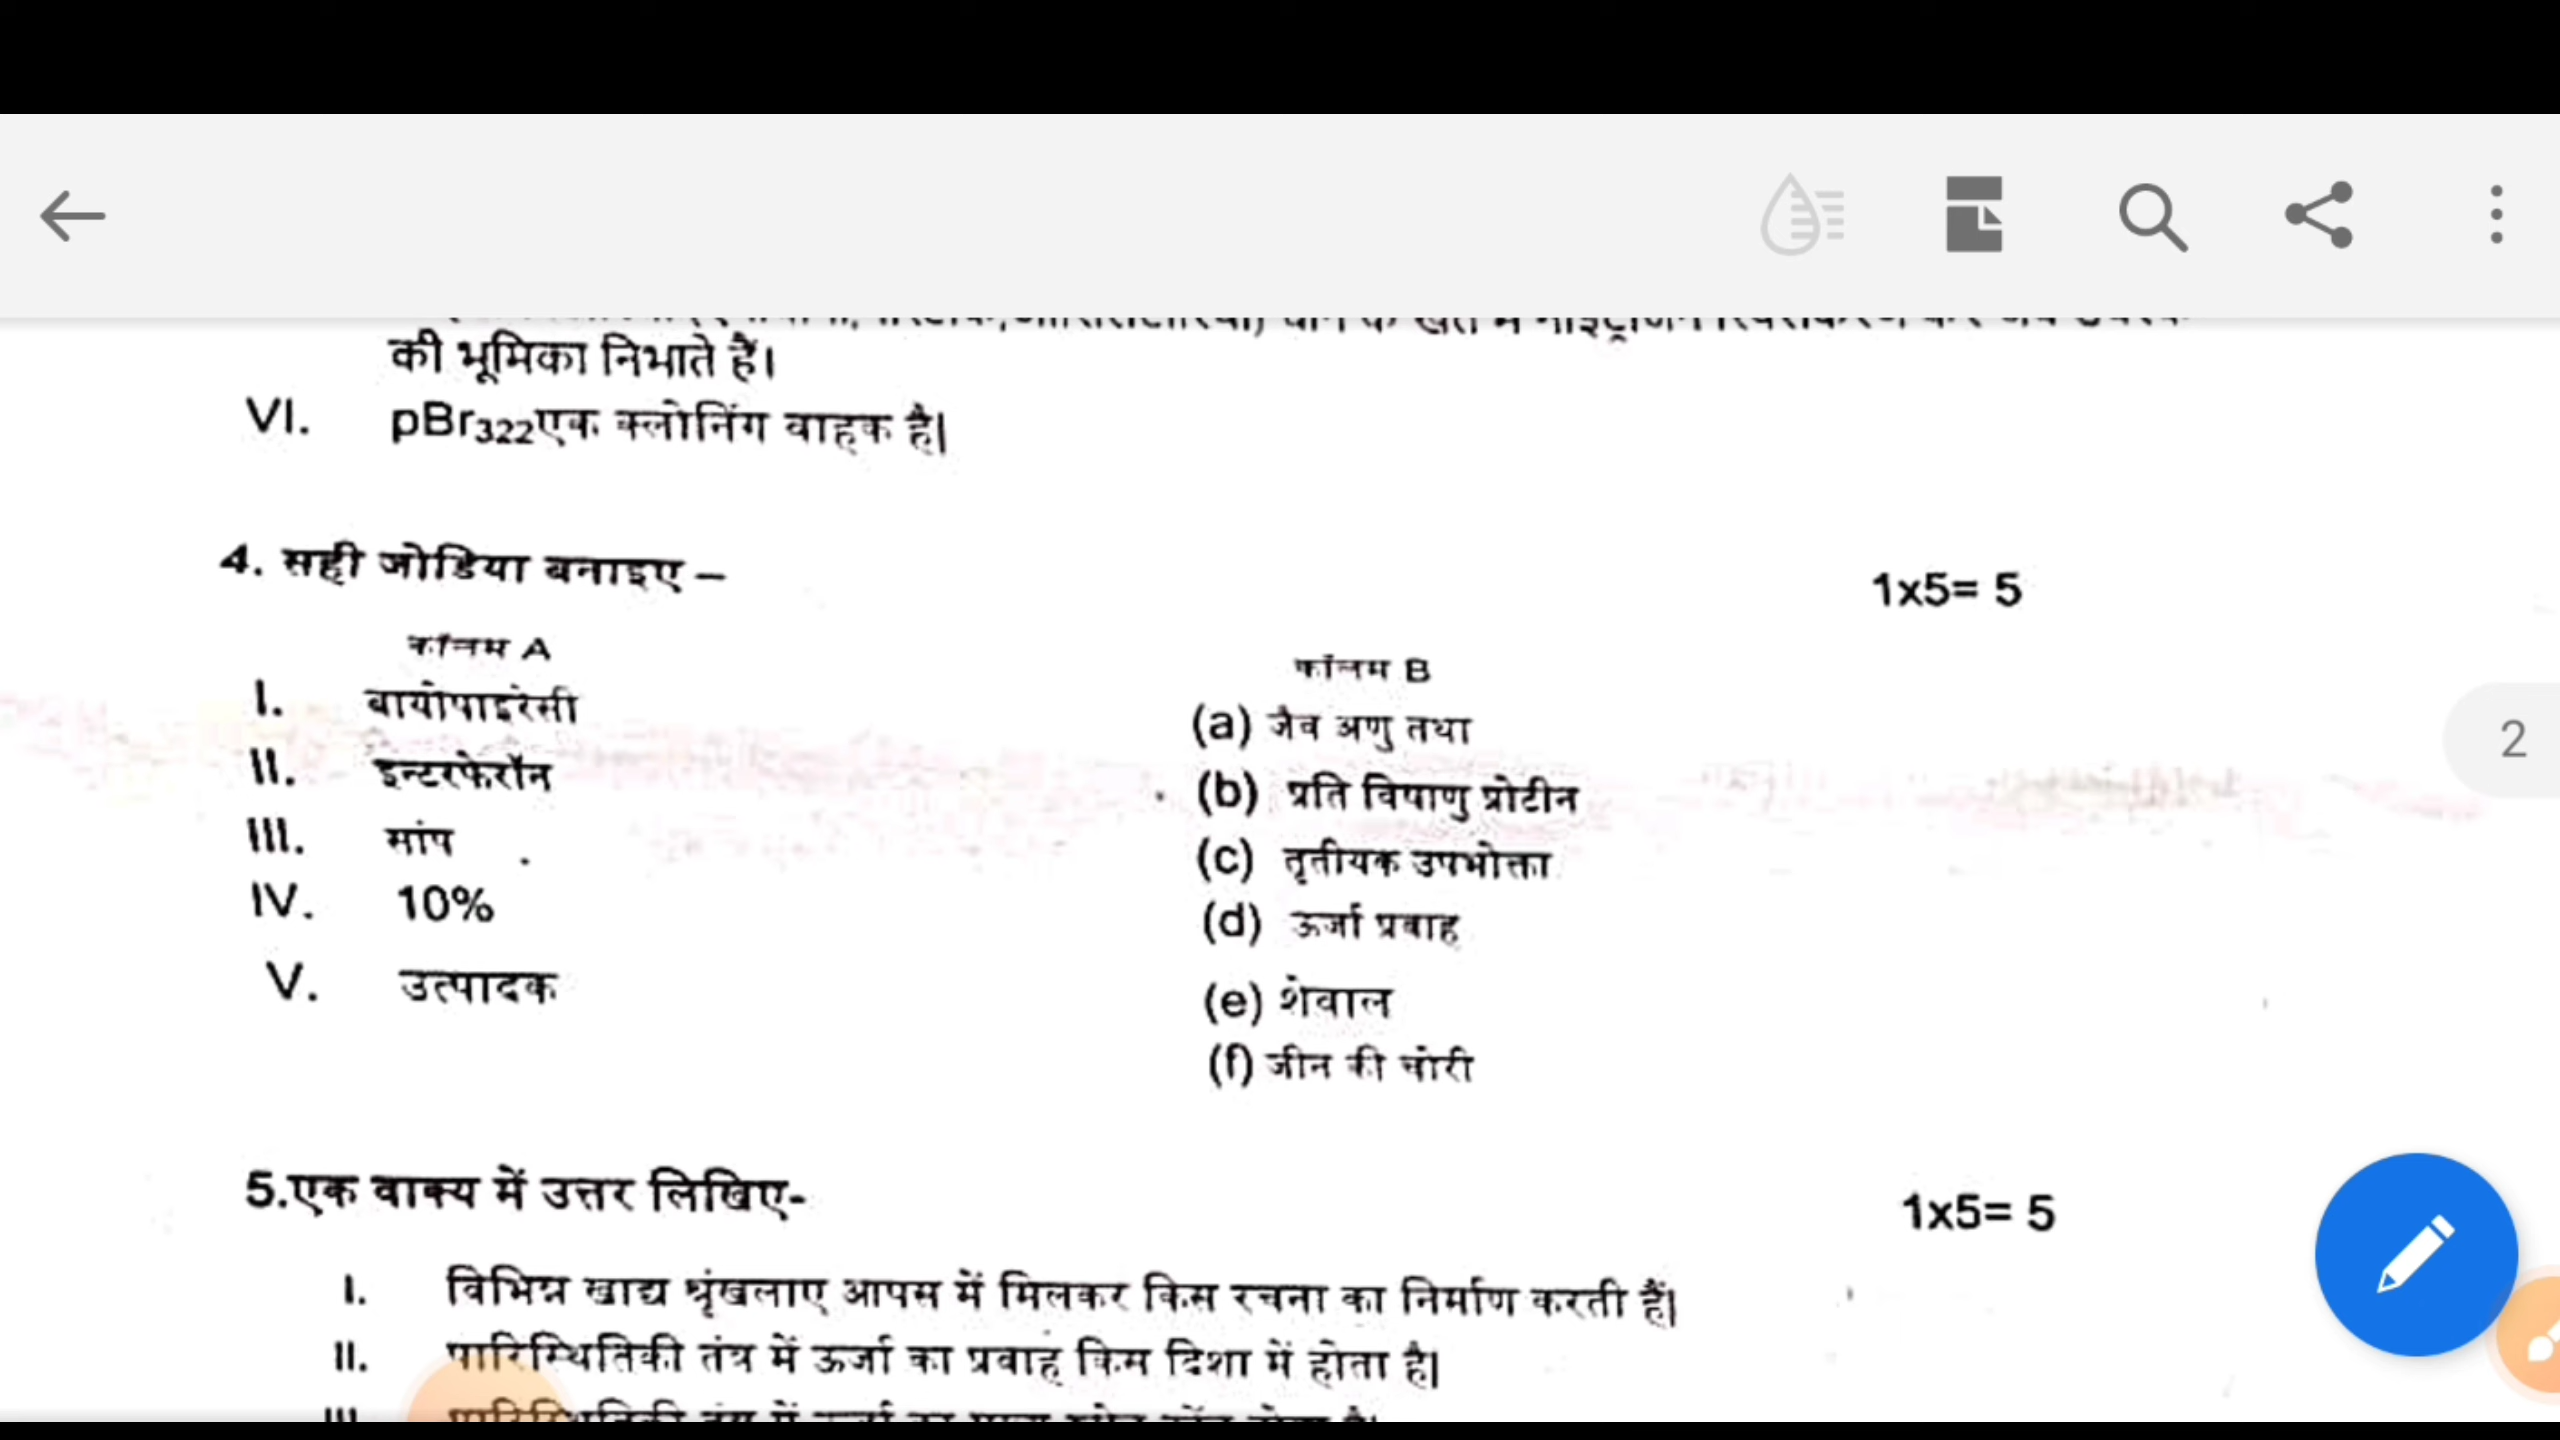 की भूमिका निभाते हैं।
VI. pBr322एक क्लोनिंग वाहक है|
4. सही जोडिया बनाइए –
1x5= 5
कॉलम A
कॉलम B
I. बायोपाइरेसी
(a) जैव अणु तथा
II. इन्टरफेरॉन
(b) प्रति विषाणु प्रोटीन
III. सांप
(c) तृतीयक उपभोक्ता
2
IV. 10%
(d) ऊर्जा प्रवाह
V. उत्पादक
(e) शेवाल
(f) जीन की चोरी
5.एक वाक्य में उत्तर लिखिए-
1x5= 5
I. विभिन्न खाद्य श्रृंखलाए आपस में मिलकर किस रचना का निर्माण करती हैं|
II. पारिस्थितिकी तंत्र में ऊर्जा का प्रवाह किस दिशा में होता है|